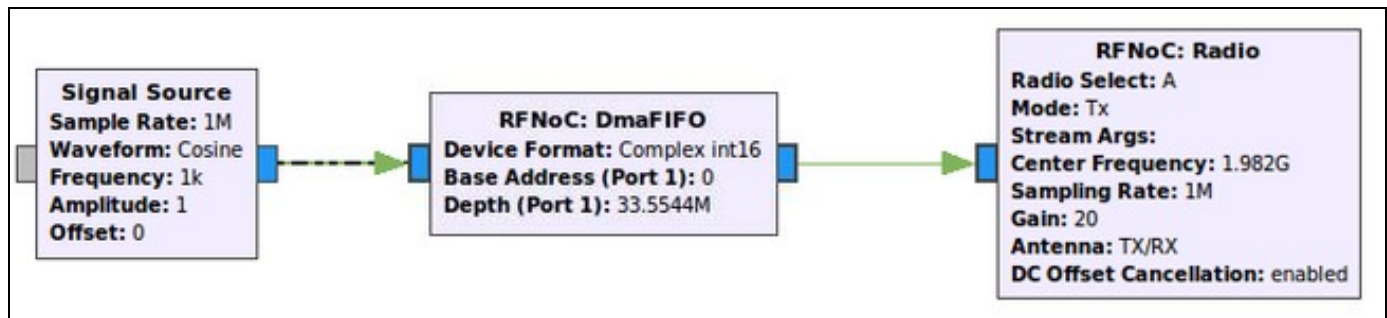 Signal Source
Sample Rate: 1M
Waveform: Cosine
Frequency: 1k
Amplitude: 1
Offset: 0
RFNoC: DmaFIFO
Device Format: Complex int16
Base Address (Port 1): 0
Depth (Port 1): 33.5544M
RFNoC: Radio
Radio Select: A
Mode: Tx
Stream Args:
Center Frequency: 1.982G
Sampling Rate: 1M
Gain: 20
Antenna: TX/RX
DC Offset Cancellation: enabled